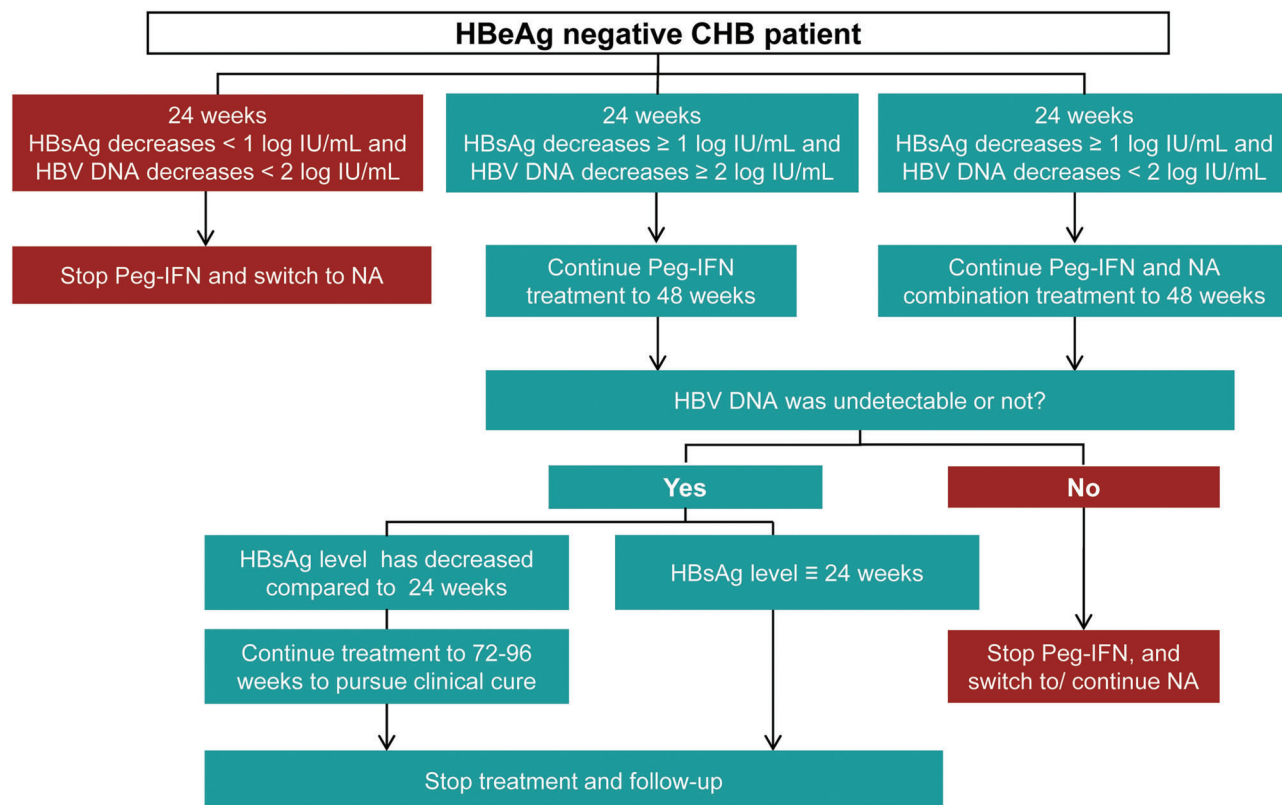 HBeAg negative CHB patient
24 weeks
HBsAg decreases < 1 log IU/mL and
HBV DNA decreases < 2 log IU/mL
24 weeks
HBsAg decreases ≥ 1 log IU/mL and
HBV DNA decreases ≥ 2 log IU/mL
24 weeks
HBsAg decreases ≥ 1 log IU/mL and
HBV DNA decreases < 2 log IU/mL
Stop Peg-IFN and switch to NA
Continue Peg-IFN
treatment to 48 weeks
Continue Peg-IFN and NA
combination treatment to 48 weeks
HBV DNA was undetectable or not?
Yes
No
HBsAg level has decreased
compared to 24 weeks
HBsAg level ≡ 24 weeks
Continue treatment to 72-96
weeks to pursue clinical cure
Stop Peg-IFN, and
switch to/ continue NA
Stop treatment and follow-up